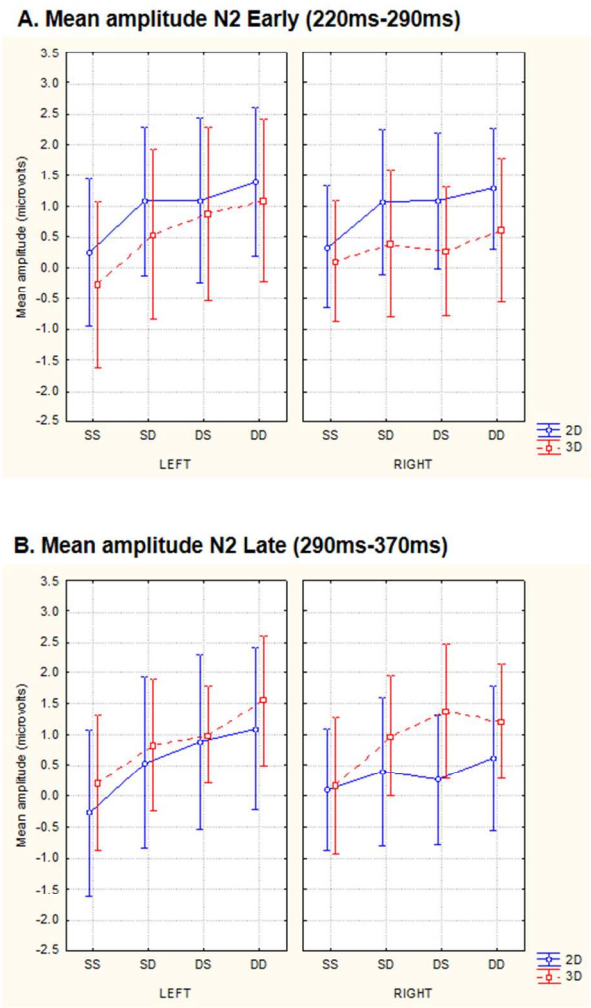 A. Mean amplitude N2 Early (220ms-290ms)
Mean amplitude (microvots)
3.5
3.0
2.5
2.0
1.5
1.0
0.5
0.0
-0.5
-1.0
-1.5
-2.0
-2.5
SS SD DS DD SS SD DS DD
LEFT RIGHT
2D
3D
B. Mean amplitude N2 Late (290ms-370ms)
Mean amplitude (microvolts)
3.5
3.0
2.5
2.0
1.5
1.0
0.5
0.0
-0.5
-1.0
-1.5
-2.0
-2.5
SS SD DS DD SS SD DS DD
LEFT RIGHT
2D
3D